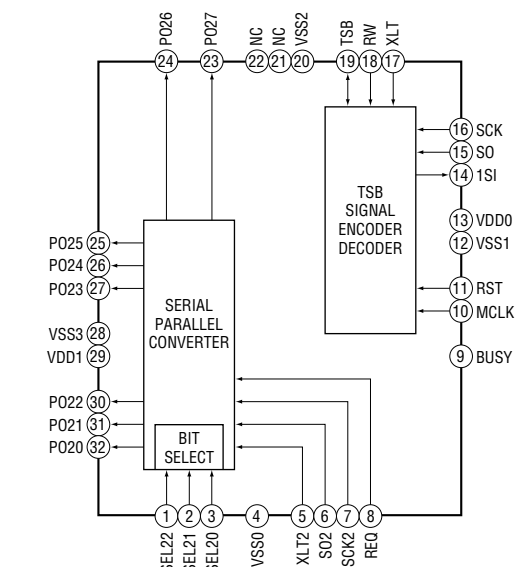 PO26
PO27
NC
NC
VSS2
TSB
RW
XLT
24
23
22
21
20
19
18
17
16 SCK
15 SO
14 1SI
13 VDD0
12 VSS1
11 RST
10 MCLK
9 BUSY
TSB
SIGNAL
ENCODER
DECODER
PO25 25
PO24 26
PO23 27
VSS3 28
VDD1 29
PO22 30
PO21 31
PO20 32
SERIAL
PARALLEL
CONVERTER
BIT
SELECT
1
2
3
4
5
6
7
8
SEL22
SEL21
SEL20
VSS0
XLT2
SO2
SCK2
REQ